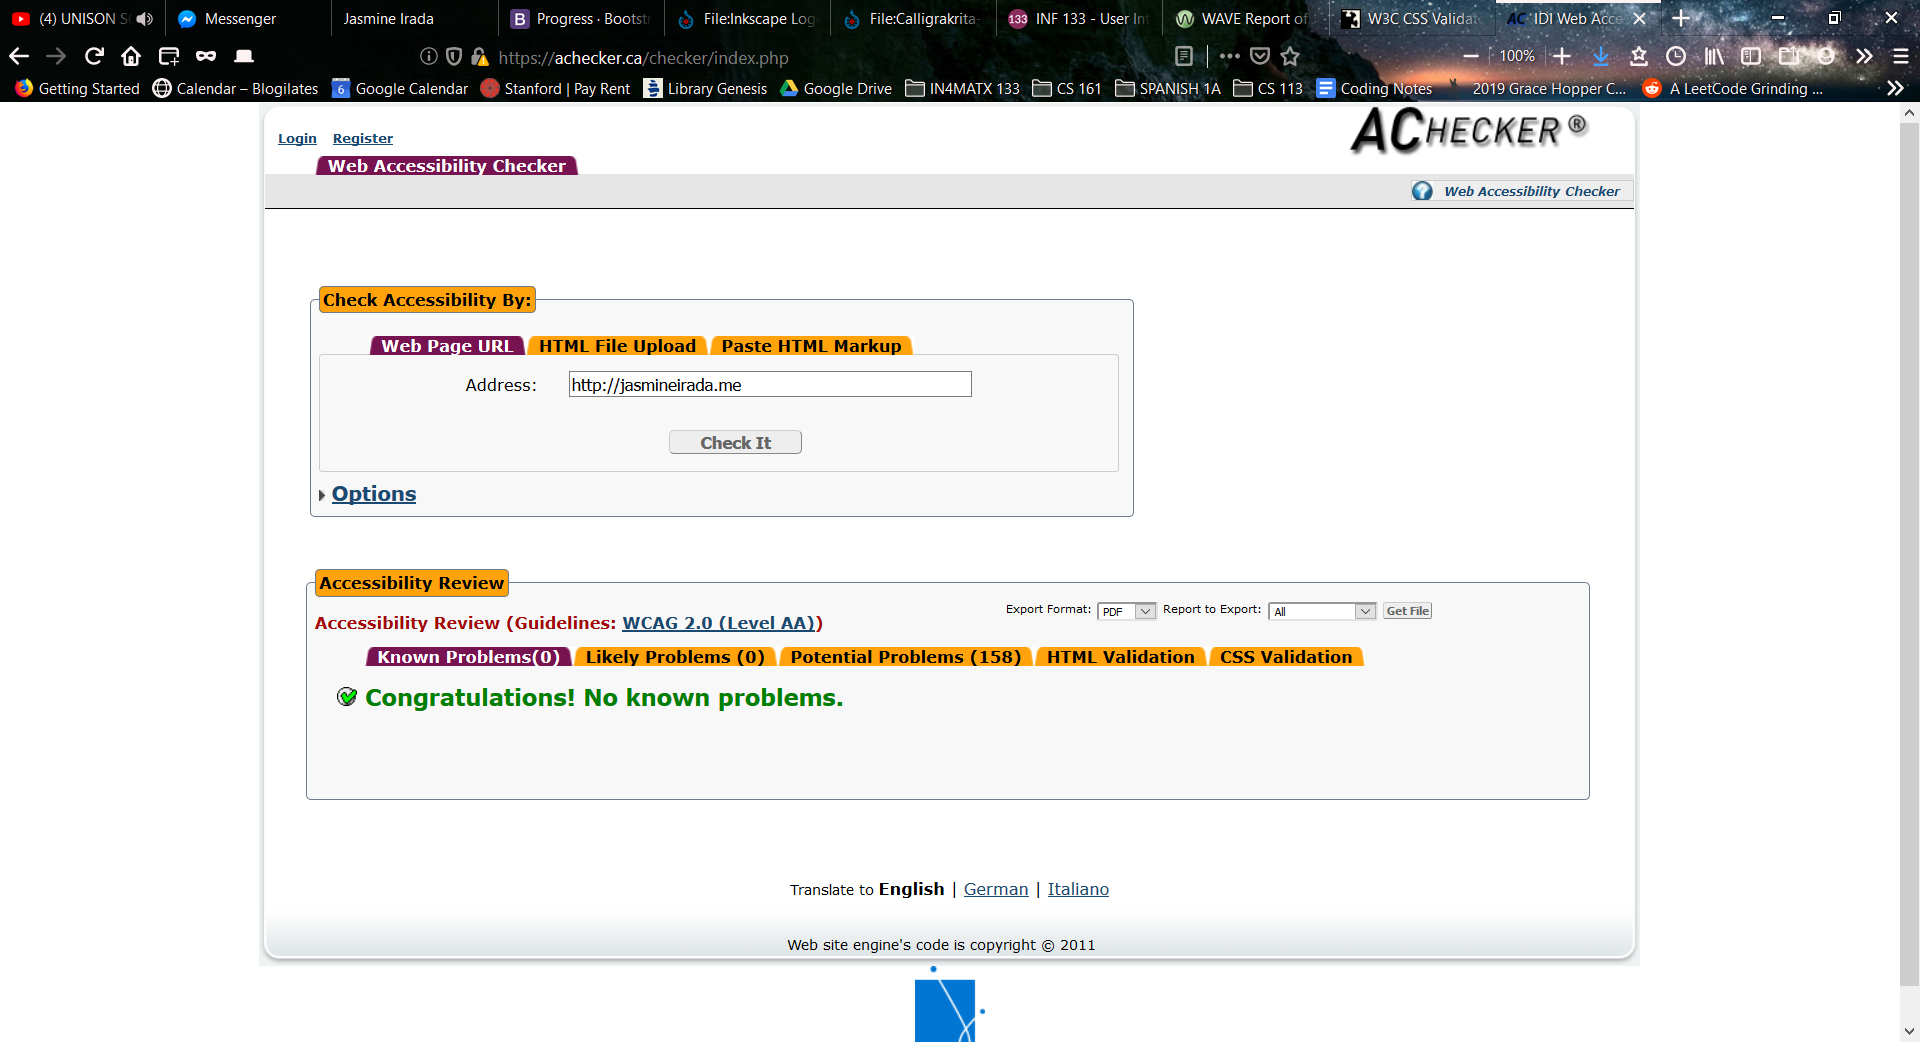 (4) UNISON S
Messenger
Jasmine Irada
Progress · Bootstr
File:Inkscape Log
File:Calligrakrita-
INF 133 - User Int
WAVE Report of
W3C CSS Validat
IDI Web Acce
https://achecker.ca/checker/index.php
100%
Getting Started
Calendar – Blogilates
Google Calendar
Stanford | Pay Rent
Library Genesis
Google Drive
IN4MATX 133
CS 161
SPANISH 1A
CS 113
Coding Notes
2019 Grace Hopper C...
A LeetCode Grinding ...
Login Register
ACHECKER ®
Web Accessibility Checker
Web Accessibility Checker
Check Accessibility By:
Web Page URL HTML File Upload Paste HTML Markup
Address: http://jasmineirada.me
Check It
Options
Accessibility Review
Export Format: PDF Report to Export: All Get File
Accessibility Review (Guidelines: WCAG 2.0 (Level AA))
Known Problems(0) Likely Problems (0) Potential Problems (158) HTML Validation CSS Validation
Congratulations! No known problems.
Translate to English | German | Italiano
Web site engine's code is copyright © 2011